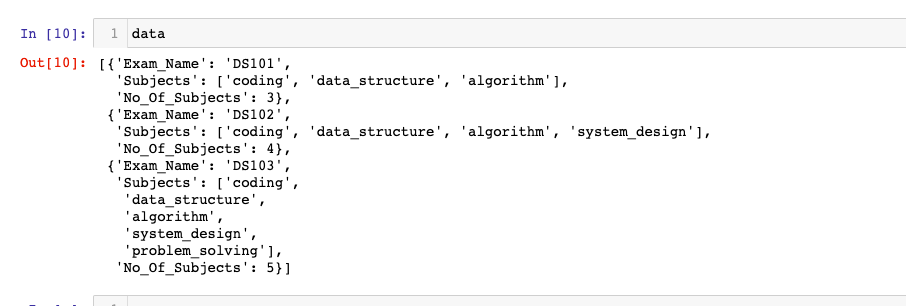 In [10]: 1 data
Out[10]: [{'Exam_Name': 'DS101',
'Subjects': ['coding', 'data_structure', 'algorithm'],
'No_Of_Subjects': 3},
{'Exam_Name': 'DS102',
'Subjects': ['coding', 'data_structure', 'algorithm', 'system_design'],
'No_Of_Subjects': 4},
{'Exam_Name': 'DS103',
'Subjects': ['coding',
'data_structure',
'algorithm',
'system_design',
'problem_solving'],
'No_Of_Subjects': 5}]